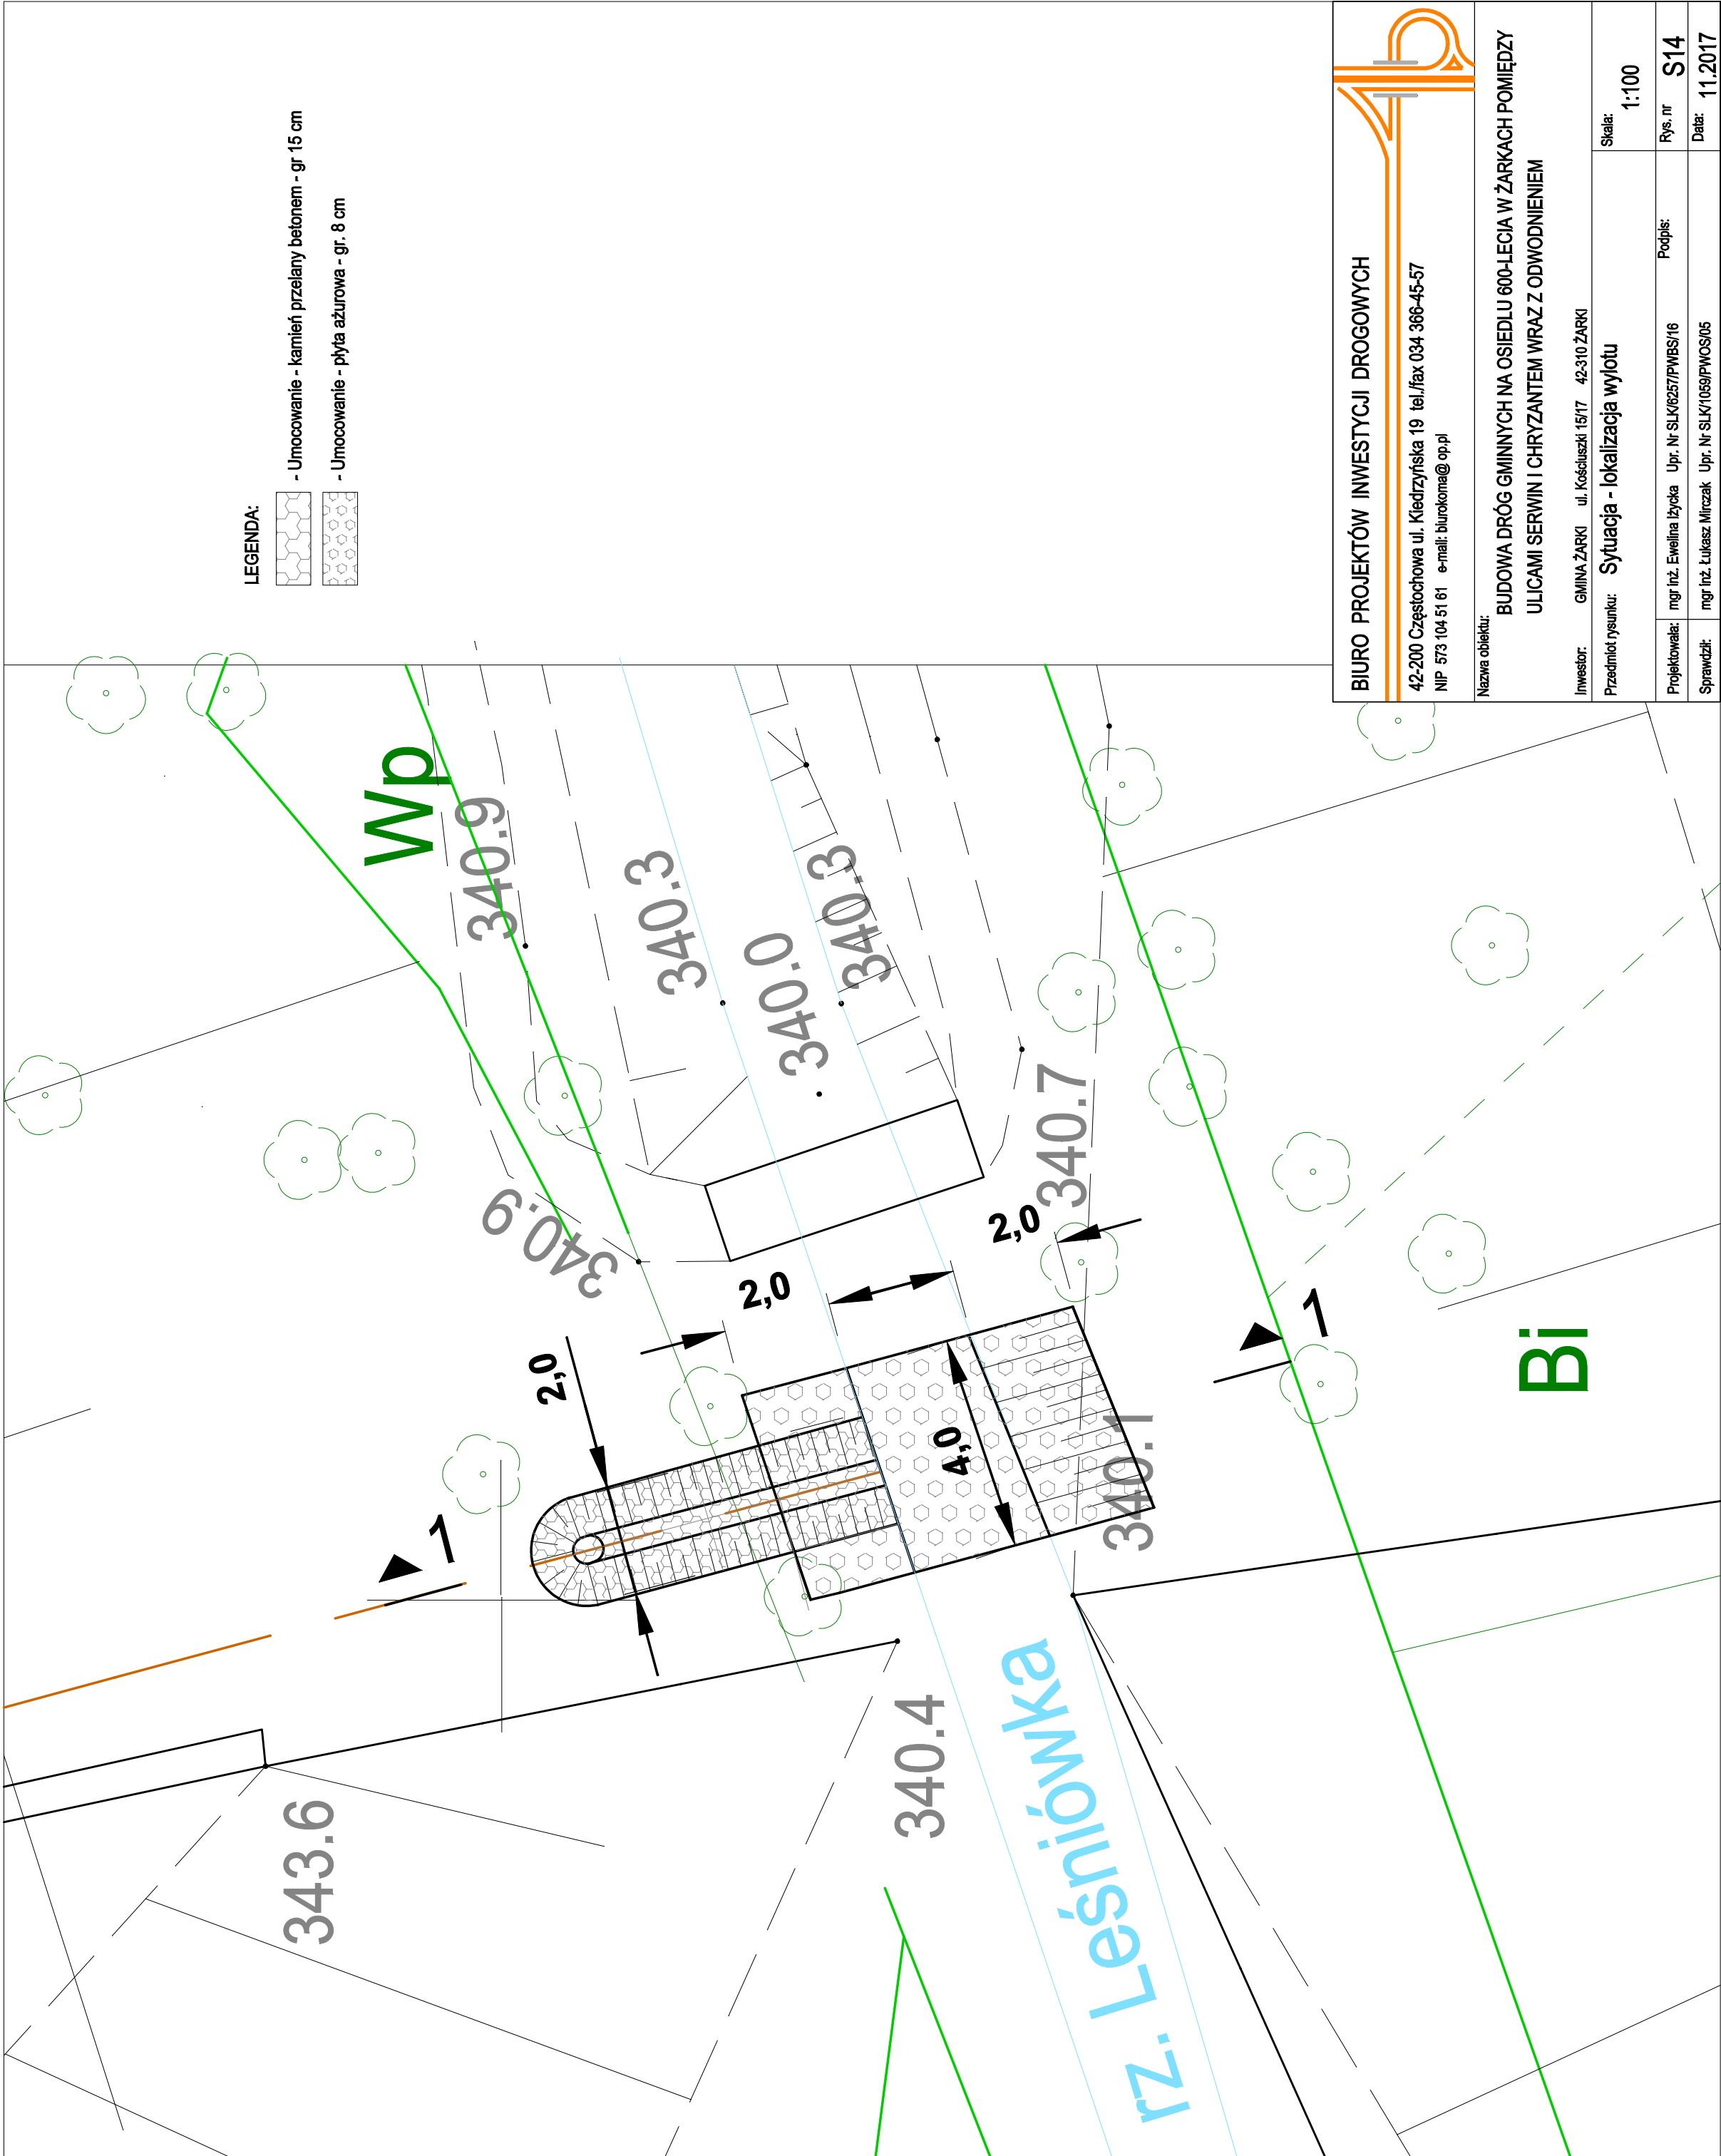 LEGENDA:
- Umocowanie - kamień przelany betonem - gr 15 cm
- Umocowanie - płyta ażurowa - gr. 8 cm
Wp
340.9
340.3
340.3
340.0
340.9
340.7
2,0
2,0
2,0
4,0
1
1
340.1
Bi
340.4
343.6
rz. Leśniówka
BIURO PROJEKTÓW INWESTYCJI DROGOWYCH
42-200 Częstochowa ul. Kiedrzyńska 19 tel./fax 034 366-45-57
NIP 573 104 51 61 e-mail: biurokoma@op.pl
Nazwa obiektu:
BUDOWA DRÓG GMINNYCH NA OSIEDLU 600-LECIA W ŻARKACH POMIĘDZY
ULICAMI SERWIN I CHRYZANTEM WRAZ Z ODWODNIENIEM
Inwestor: GMINA ŻARKI ul. Kościuszki 15/17 42-310 ŻARKI
Przedmiot rysunku: Sytuacja - lokalizacja wylotu
Skala:
1:100
Projektowała: mgr inż. Ewelina Iżycka Upr. Nr SLK/6257/PWBS/16 Podpis:
Rys. nr S14
Sprawdził: mgr inż. Łukasz Mirczak Upr. Nr SLK/1059/PWOS/05
Data: 11.2017